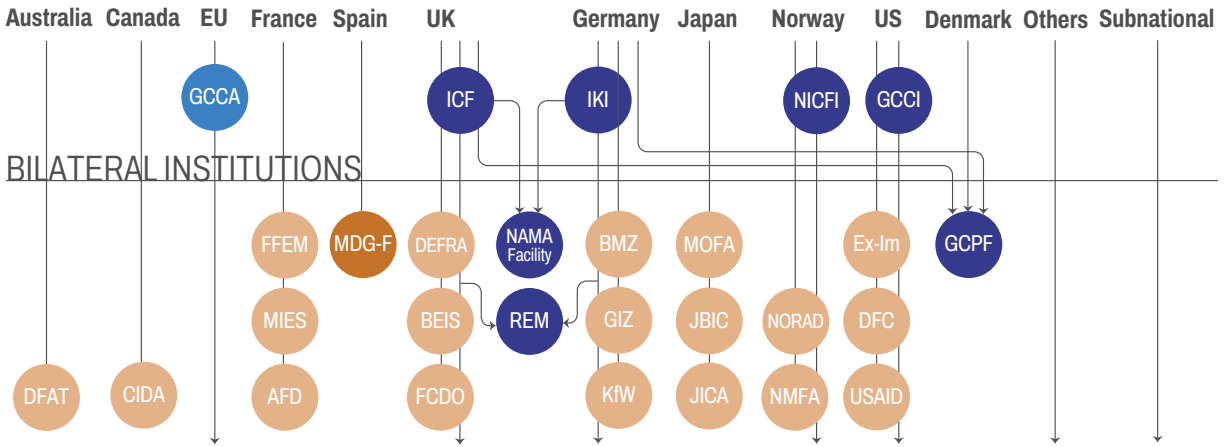 Australia Canada EU France Spain UK Germany Japan Norway US Denmark Others Subnational
GCCA ICF IKI NICFI GCCI
BILATERAL INSTITUTIONS
FFEM MDG-F DEFRA NAMA BMZ MOFA Ex-Im GCPF
Facility
MIES BEIS REM GIZ JBIC NORAD DFC
DFAT CIDA AFD FCDO KfW JICA NMFA USAID